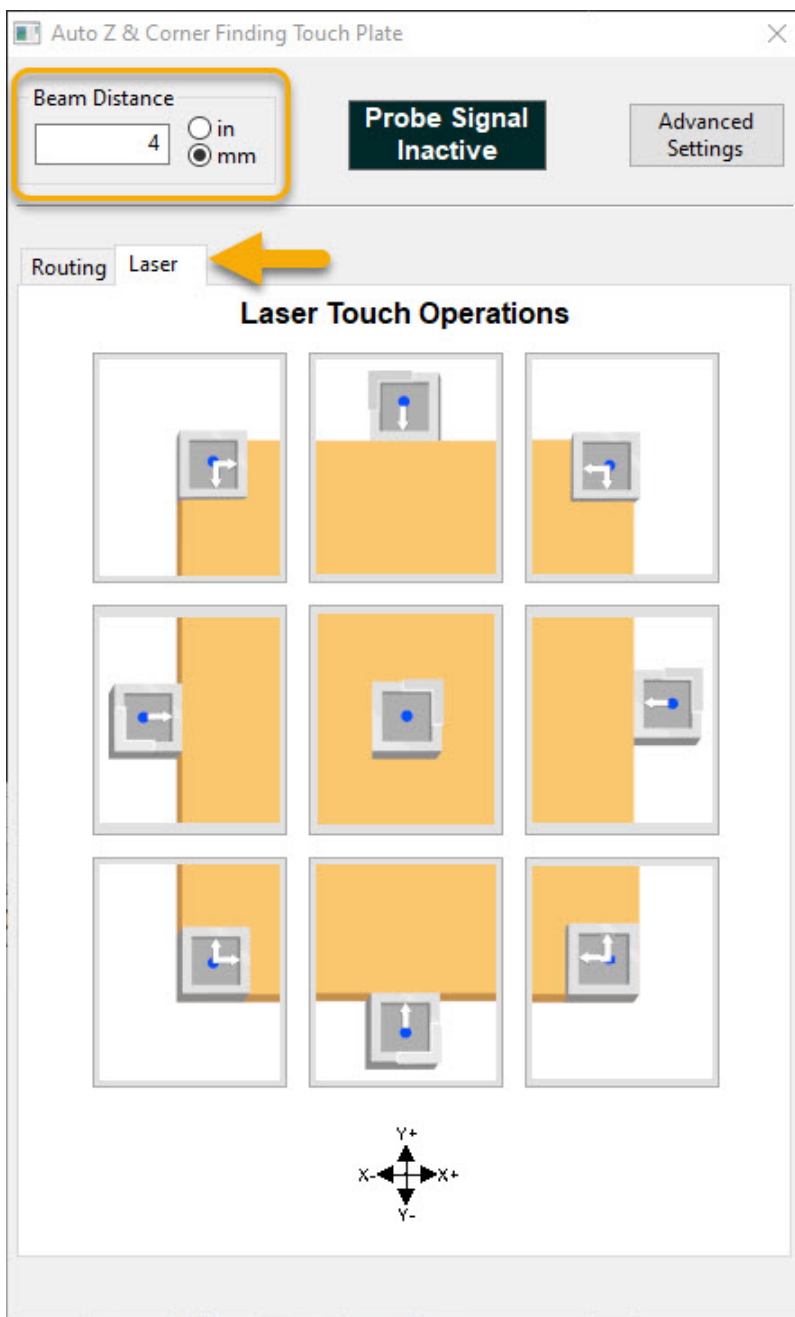 Auto Z & Corner Finding Touch Plate
Beam Distance
4
in
mm
Probe Signal
Inactive
Advanced
Settings
Routing
Laser
Laser Touch Operations
Y+
X-
X+
Y-